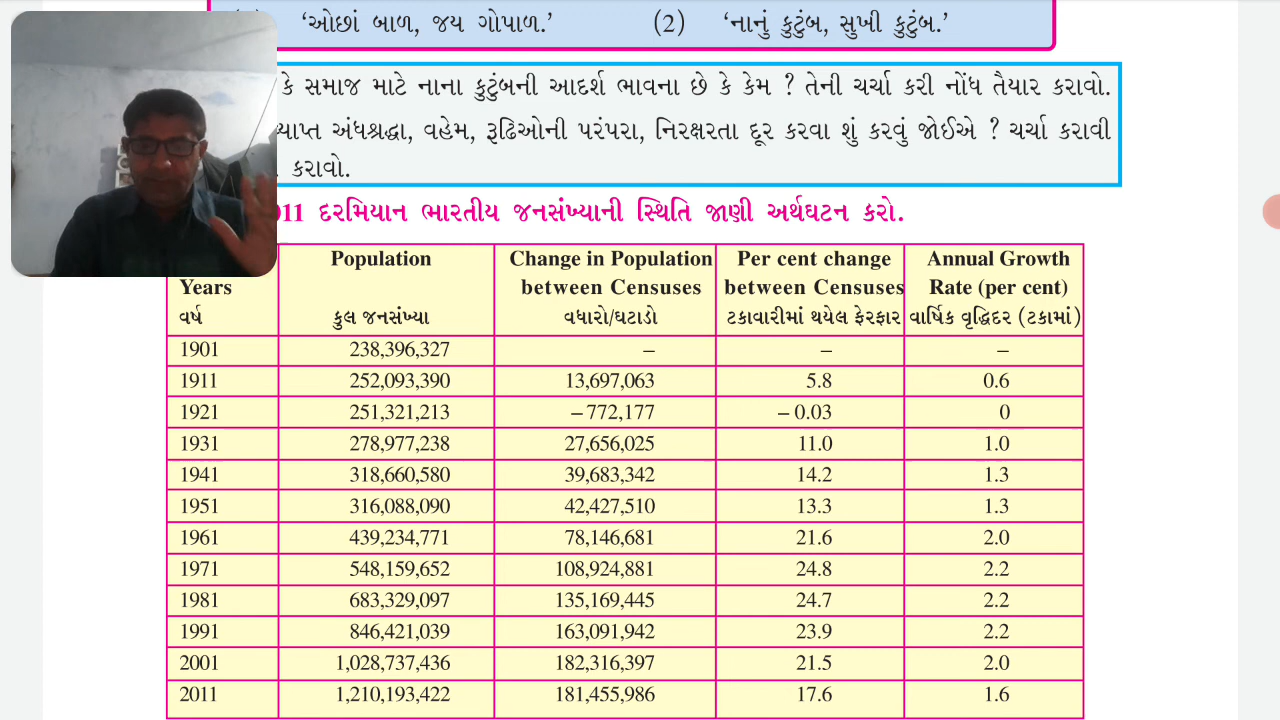 ‘ઓછાં બાળ, જય ગોપાળ.’ (2) ‘નાનું કુટુંબ, સુખી કુટુંબ.’
કે સમાજ માટે નાના કુટુંબની આદર્શ ભાવના છે કે કેમ ? તેની ચર્ચા કરી નોંધ તૈયાર કરાવો.
અંધશ્રદ્ધા, વહેમ, રૂઢિઓની પરંપરા, નિરક્ષરતા દૂર કરવા શું કરવું જોઈએ ? ચર્ચા કરાવી
કરાવો.
11 દરમિયાન ભારતીય જનસંખ્યાની સ્થિતિ જાણી અર્થઘટન કરો.
Population Change in Population Per cent change Annual Growth
Years between Censuses between Censuses Rate (per cent)
વર્ષ કુલ જનસંખ્યા વધારો/ઘટાડો ટકાવારીમાં થયેલ ફેરફાર વાર્ષિક વૃદ્ધિદર (ટકામાં)
1901 238,396,327 – – –
1911 252,093,390 13,697,063 5.8 0.6
1921 251,321,213 – 772,177 – 0.03 0
1931 278,977,238 27,656,025 11.0 1.0
1941 318,660,580 39,683,342 14.2 1.3
1951 316,088,090 42,427,510 13.3 1.3
1961 439,234,771 78,146,681 21.6 2.0
1971 548,159,652 108,924,881 24.8 2.2
1981 683,329,097 135,169,445 24.7 2.2
1991 846,421,039 163,091,942 23.9 2.2
2001 1,028,737,436 182,316,397 21.5 2.0
2011 1,210,193,422 181,455,986 17.6 1.6